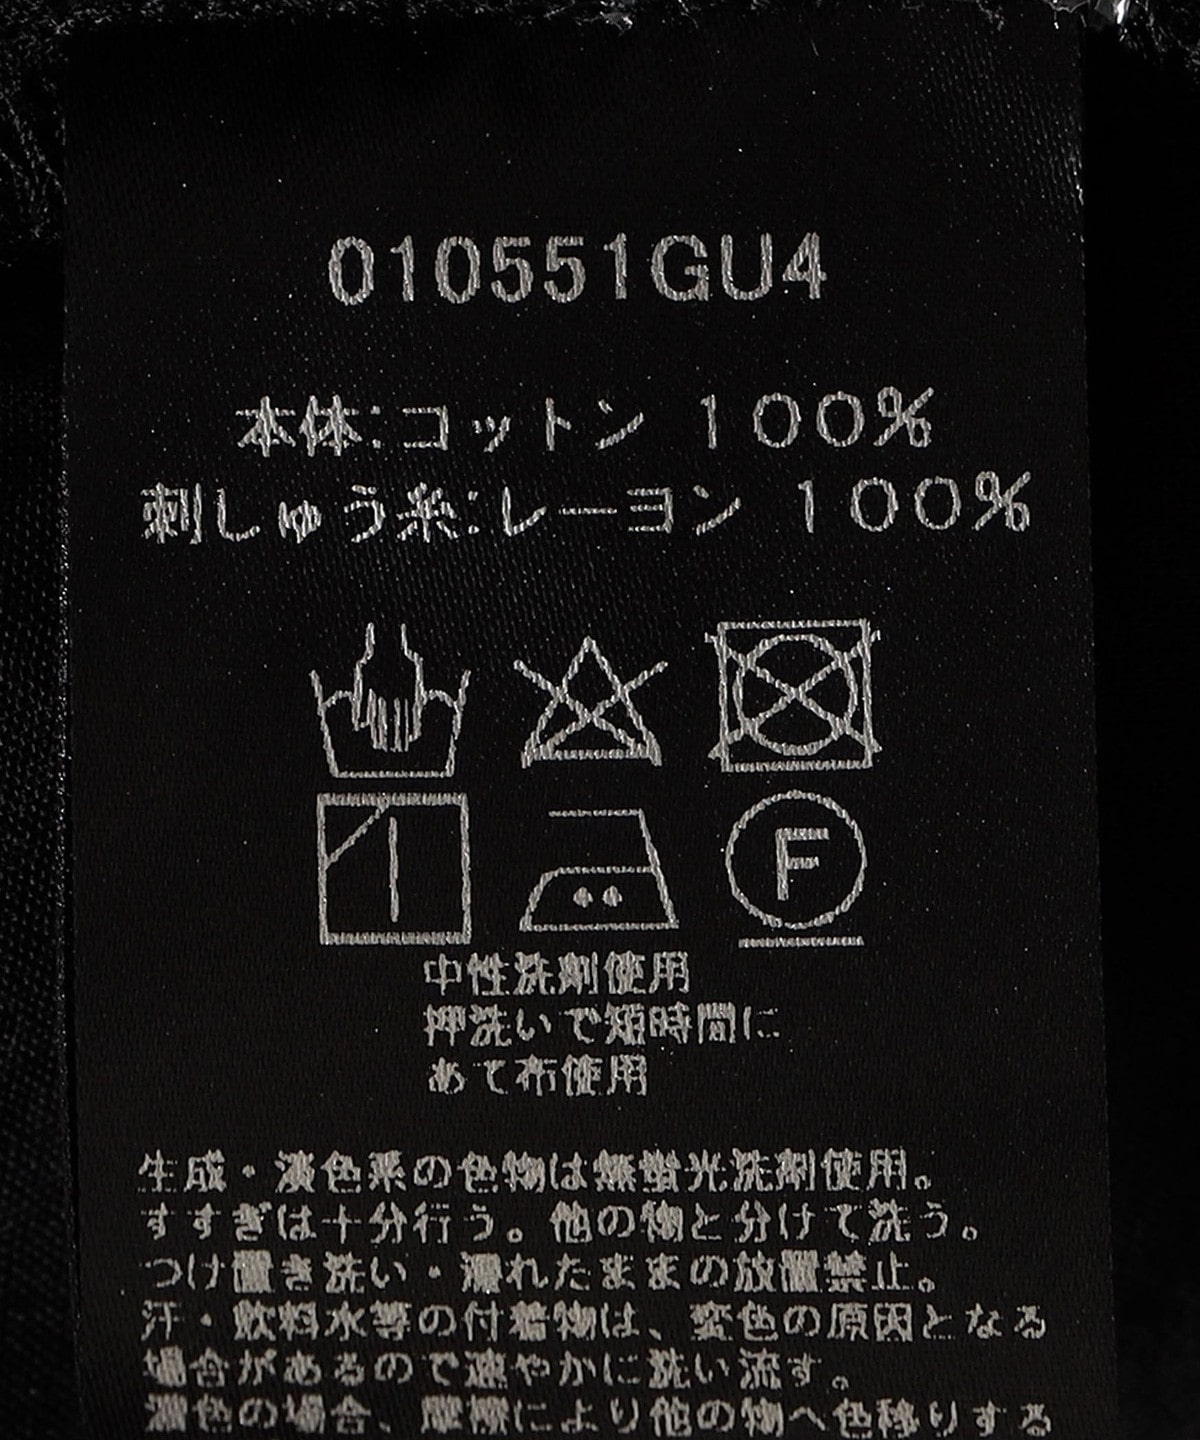 010551GU4
本体:コットン 100%
刺しゅう糸:レーヨン 100%
F
中性洗剤使用
押洗いで短時間に
あて布使用
生成・淡色系の色物は無蛍光洗剤使用。
すすぎは十分行う。他の物と分けて洗う。
つけ置き洗い・濡れたままの放置禁止。
汗・飲料水等の付着物は、変色の原因となる
場合があるので速やかに洗い流す。
濃色の場合、摩擦により他の物へ色移りする